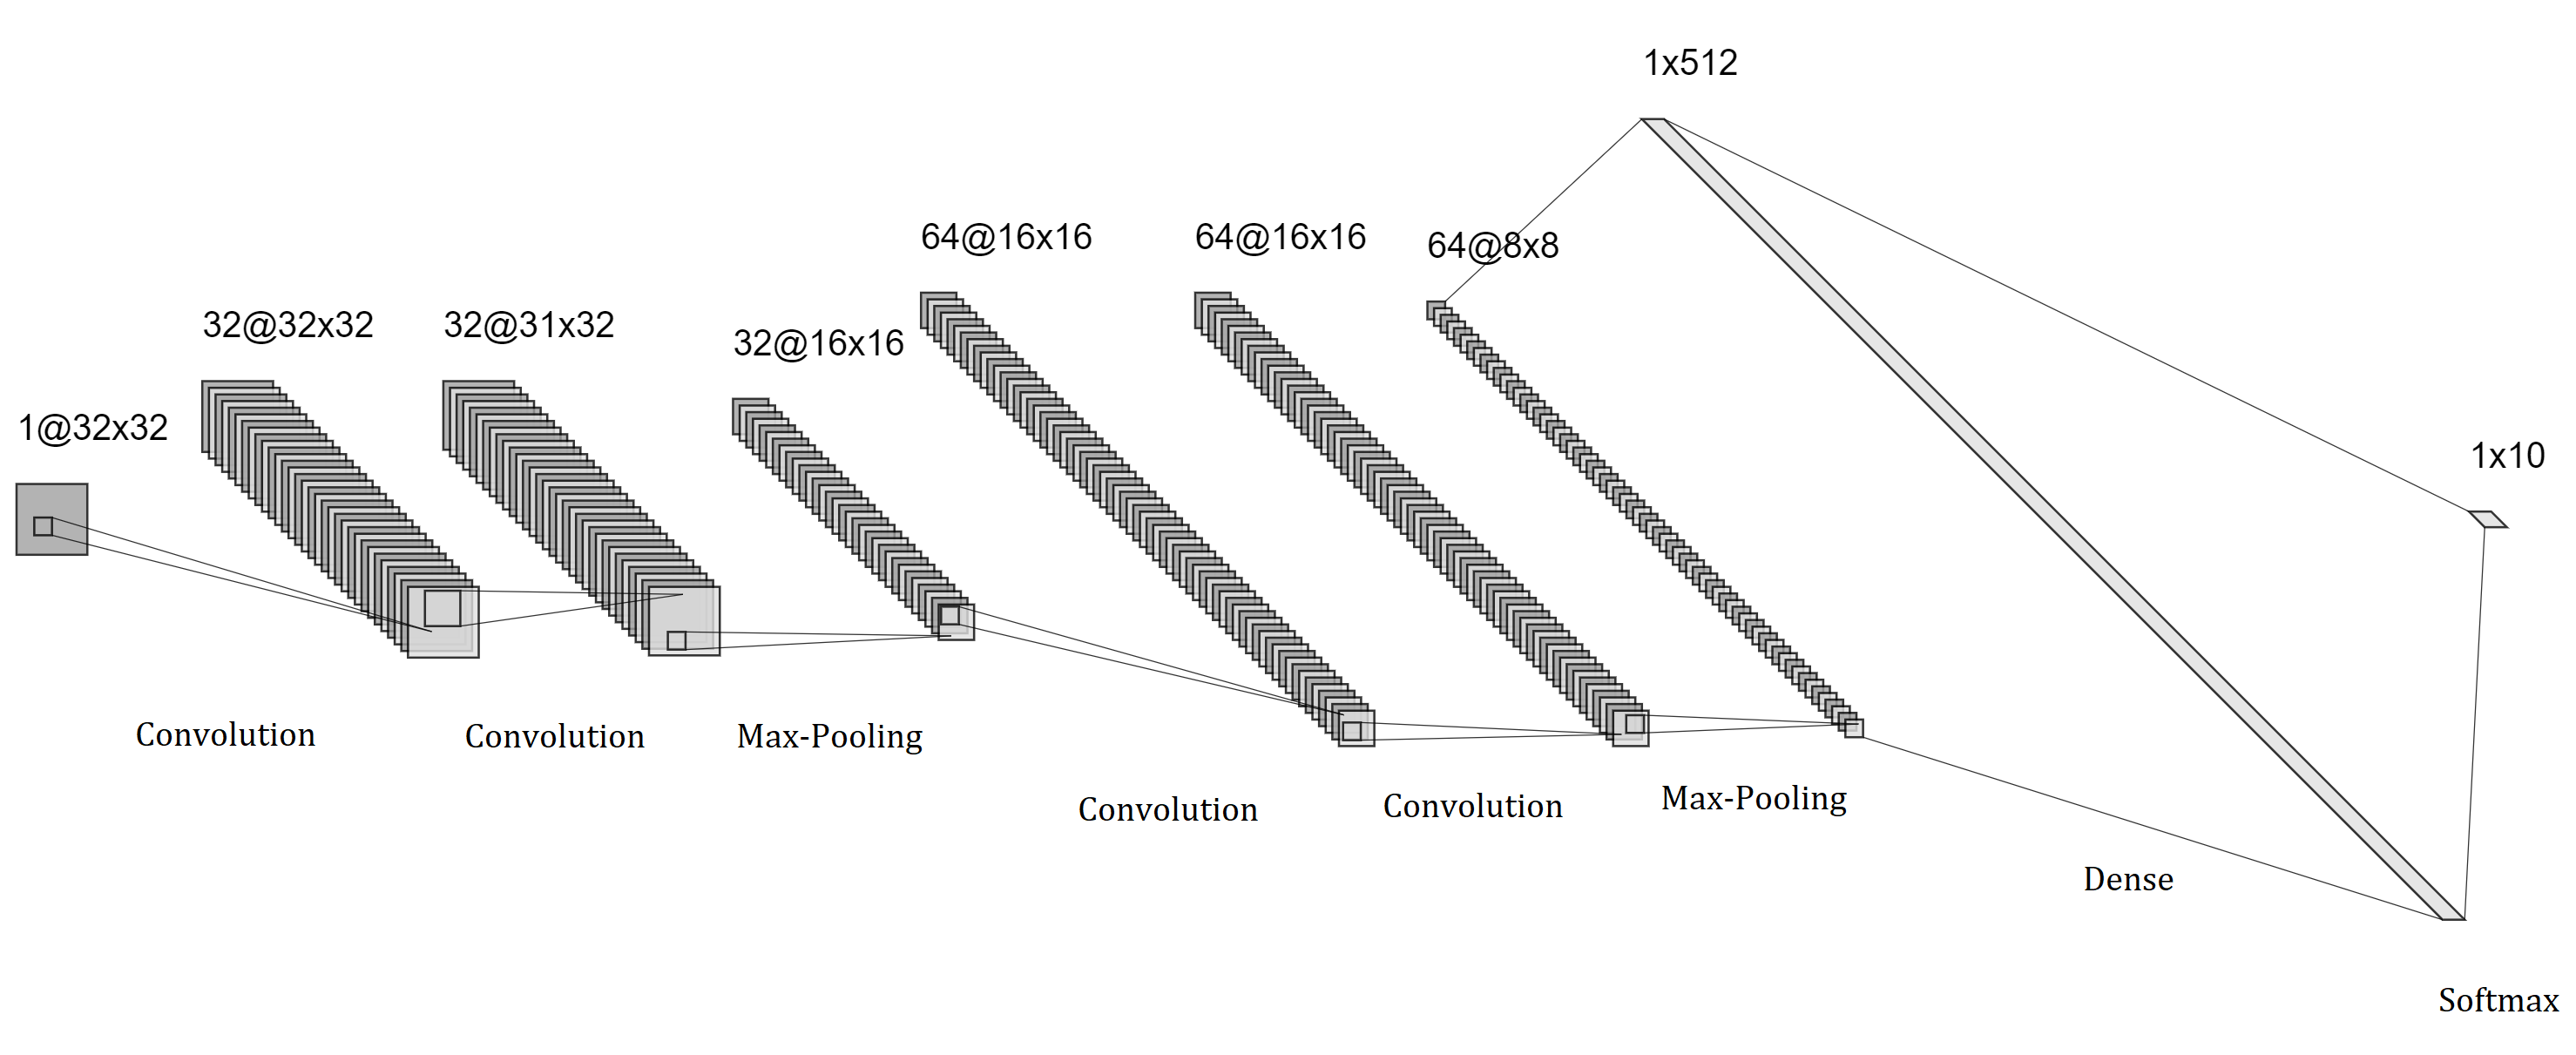 1@32x32
32@32x32
32@31x32
32@16x16
64@16x16
64@16x16
64@8x8
1x512
1x10
Convolution
Convolution
Max-Pooling
Convolution
Convolution
Max-Pooling
Dense
Softmax